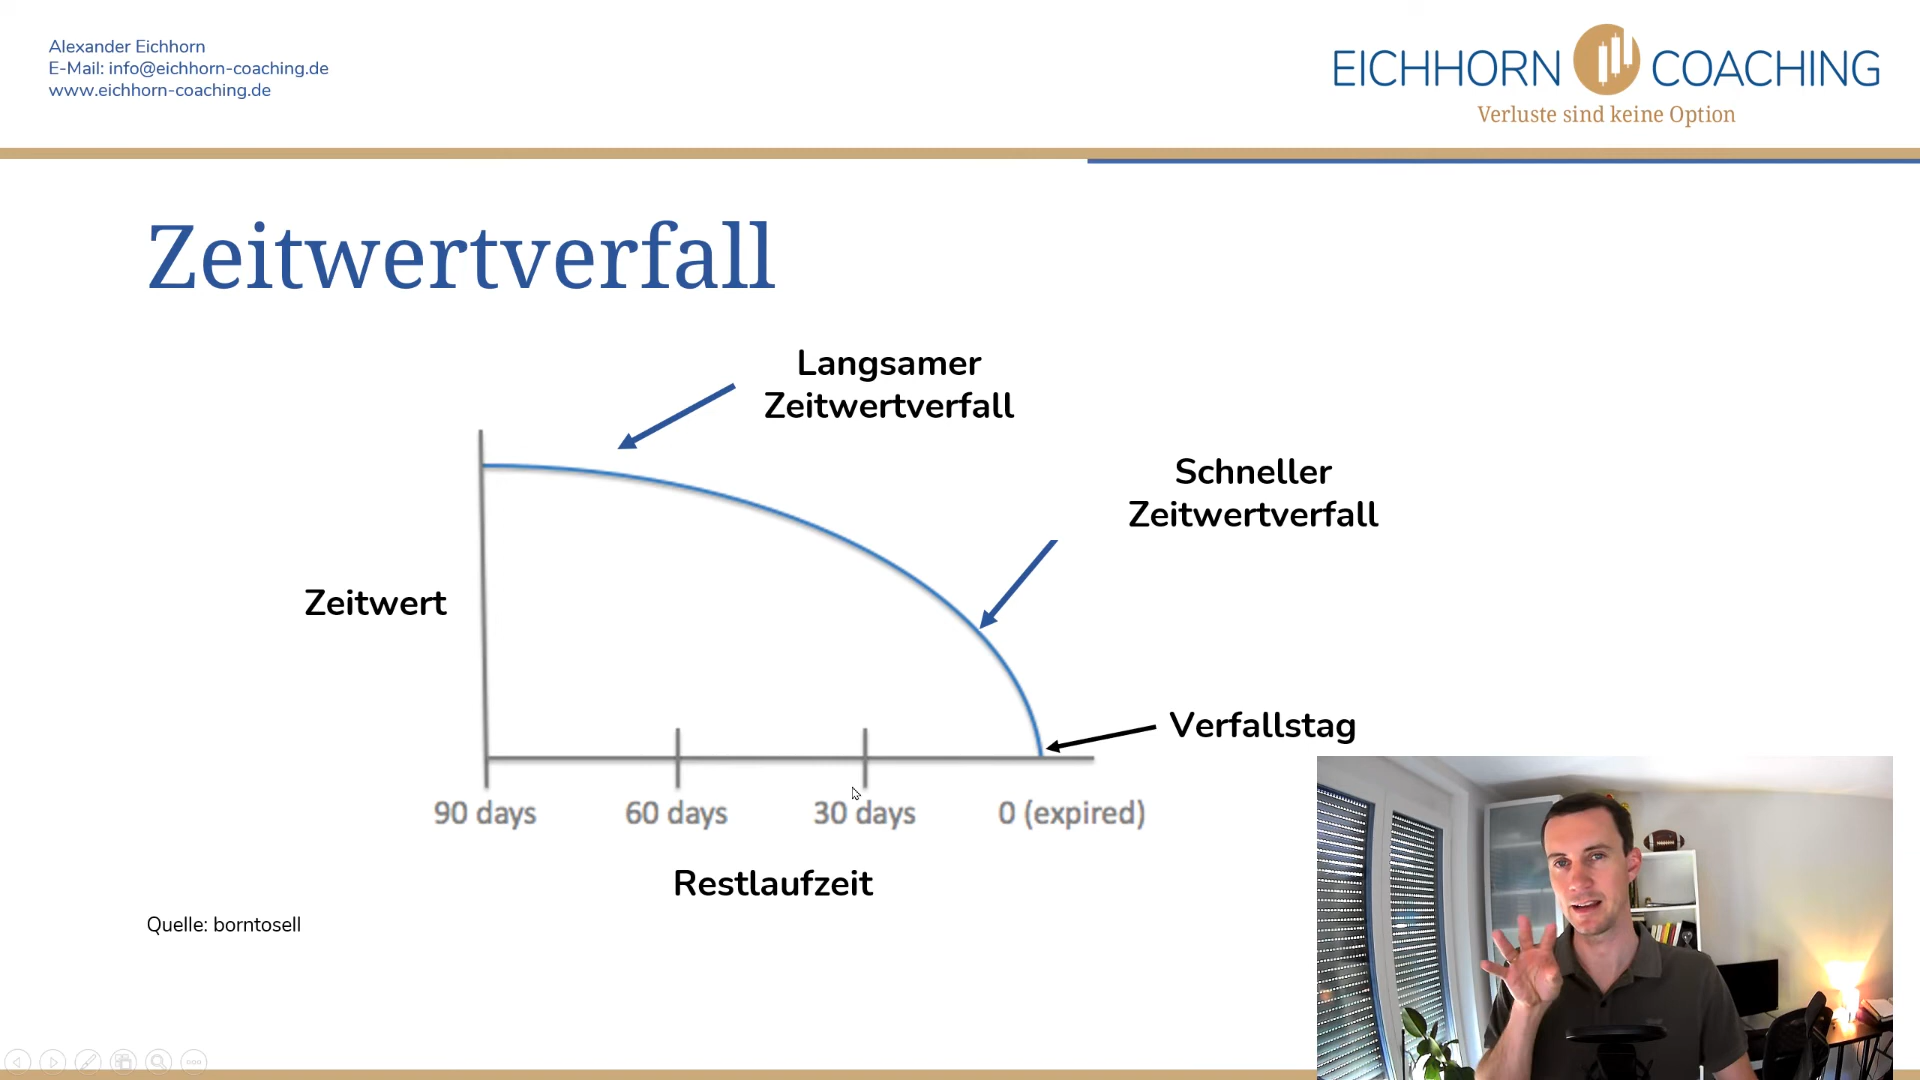 Alexander Eichhorn
E-Mail: info@eichhorn-coaching.de
www.eichhorn-coaching.de
EICHHORN COACHING
Verluste sind keine Option
Zeitwertverfall
Langsamer
Zeitwertverfall
Schneller
Zeitwertverfall
Zeitwert
Verfallstag
90 days
60 days
30 days
0 (expired)
Restlaufzeit
Quelle: borntosell